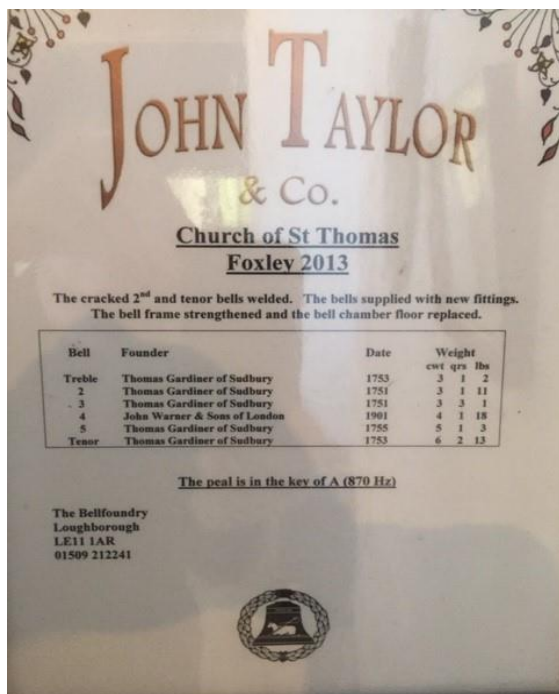 JOHN TAYLOR
& CO.
Church of St Thomas
Foxley 2013
The cracked 2nd and tenor bells welded. The bells supplied with new fittings.
The bell frame strengthened and the bell chamber floor replaced.
Bell Founder Date Weight
cwt qrs lbs
Treble Thomas Gardiner of Sudbury 1753 3 1 2
2 Thomas Gardiner of Sudbury 1751 3 1 11
3 Thomas Gardiner of Sudbury 1751 3 3 1
4 John Warner & Sons of London 1901 4 1 18
5 Thomas Gardiner of Sudbury 1755 5 1 3
Tenor Thomas Gardiner of Sudbury 1753 6 2 13
The peal is in the key of A (870 Hz)
The Bellfoundry
Loughborough
LE11 1AR
01509 212241